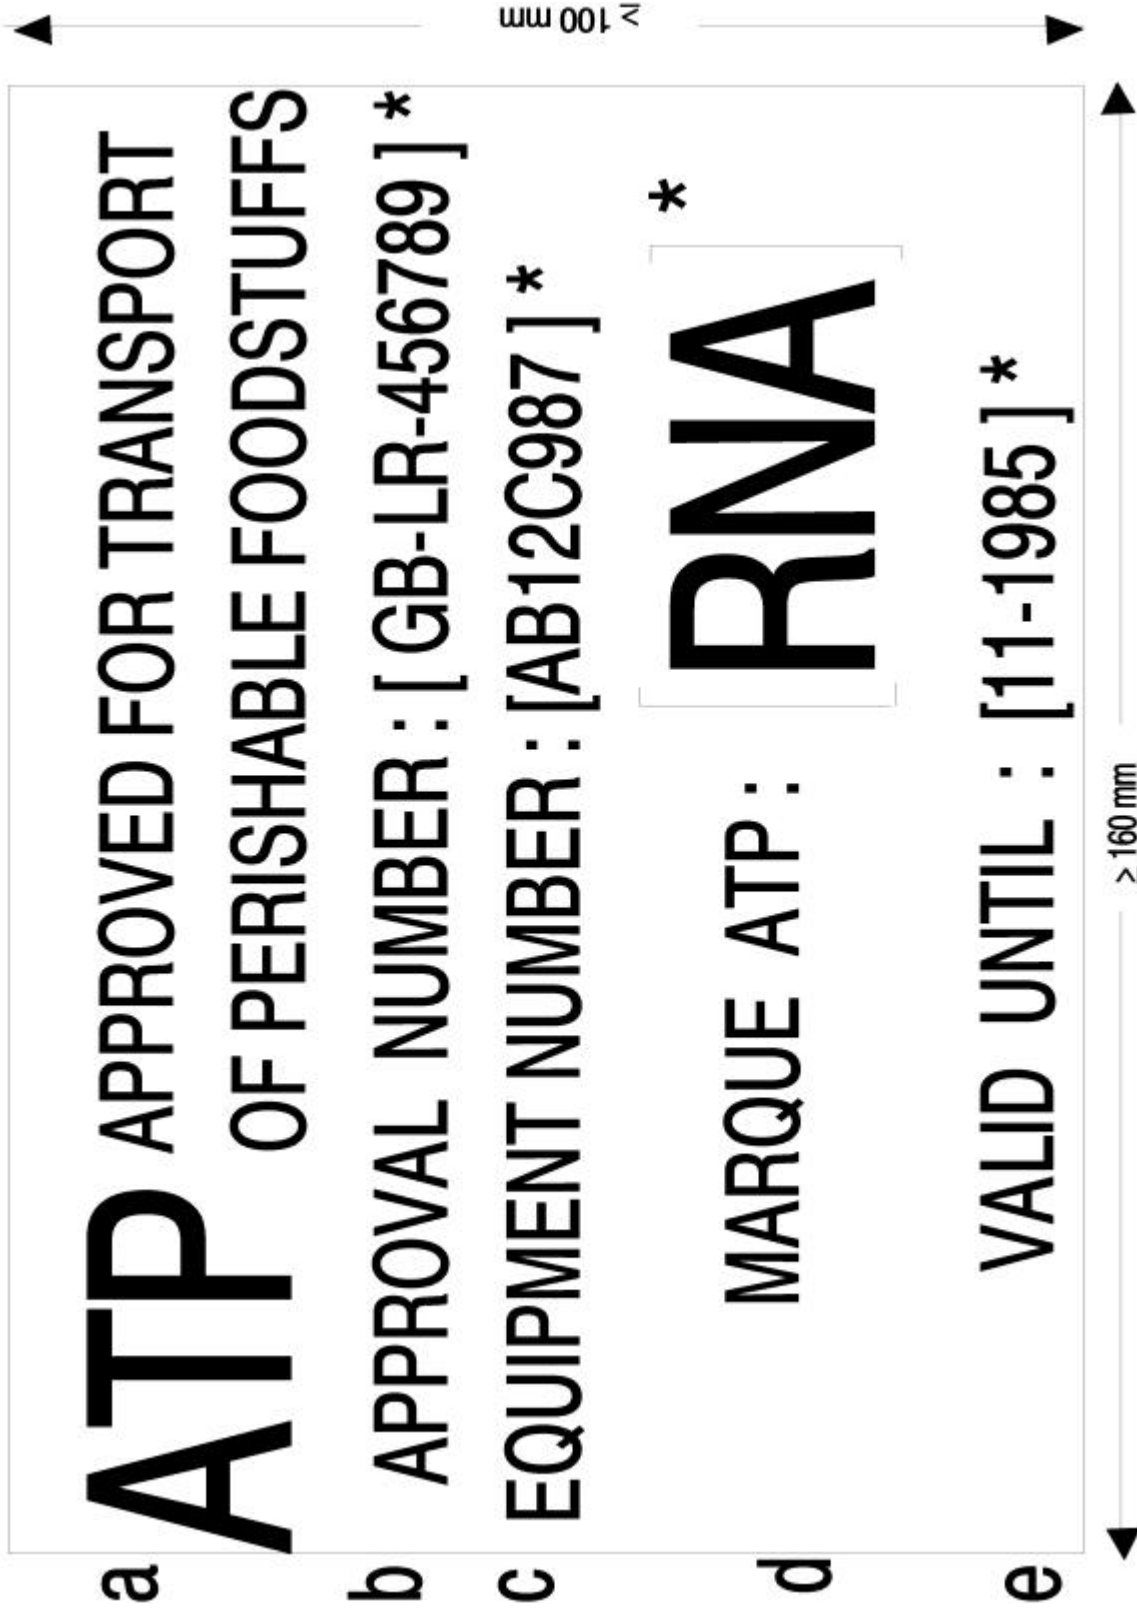 ≥ 100 mm
a ATP APPROVED FOR TRANSPORT
OF PERISHABLE FOODSTUFFS
b APPROVAL NUMBER : [ GB-LR-456789 ] *
c EQUIPMENT NUMBER : [AB12C987 ] *
d MARQUE ATP : RNA *
e VALID UNTIL : [11-1985 ] *
> 160 mm